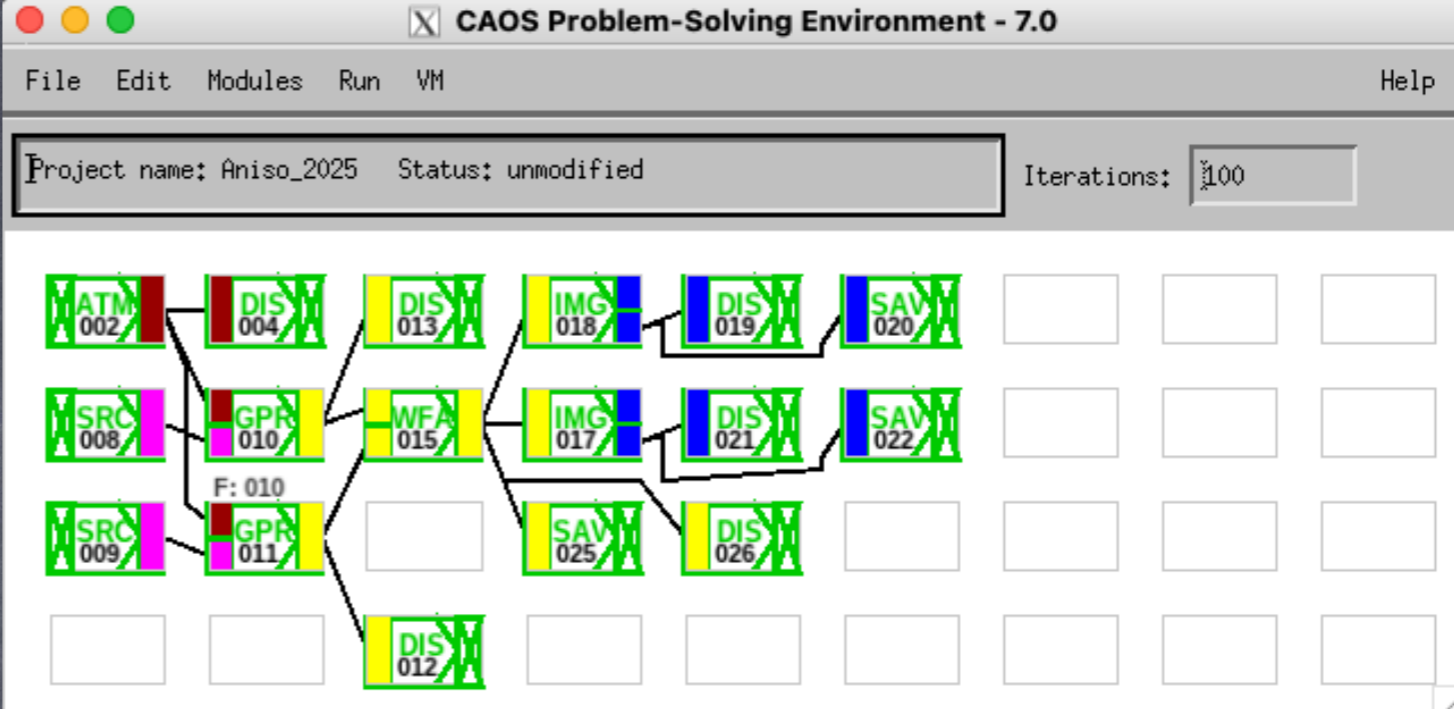 CAOS Problem-Solving Environment - 7.0
File Edit Modules Run VM Help
Project name: Aniso_2025 Status: unmodified Iterations: 100
ATM DIS DIS IMG DIS SAV
002 004 013 018 019 020
SRC GPR WFA IMG DIS SAV
008 010 015 017 021 022
F: 010
SRC GPR SAV DIS
009 011 025 026
DIS
012